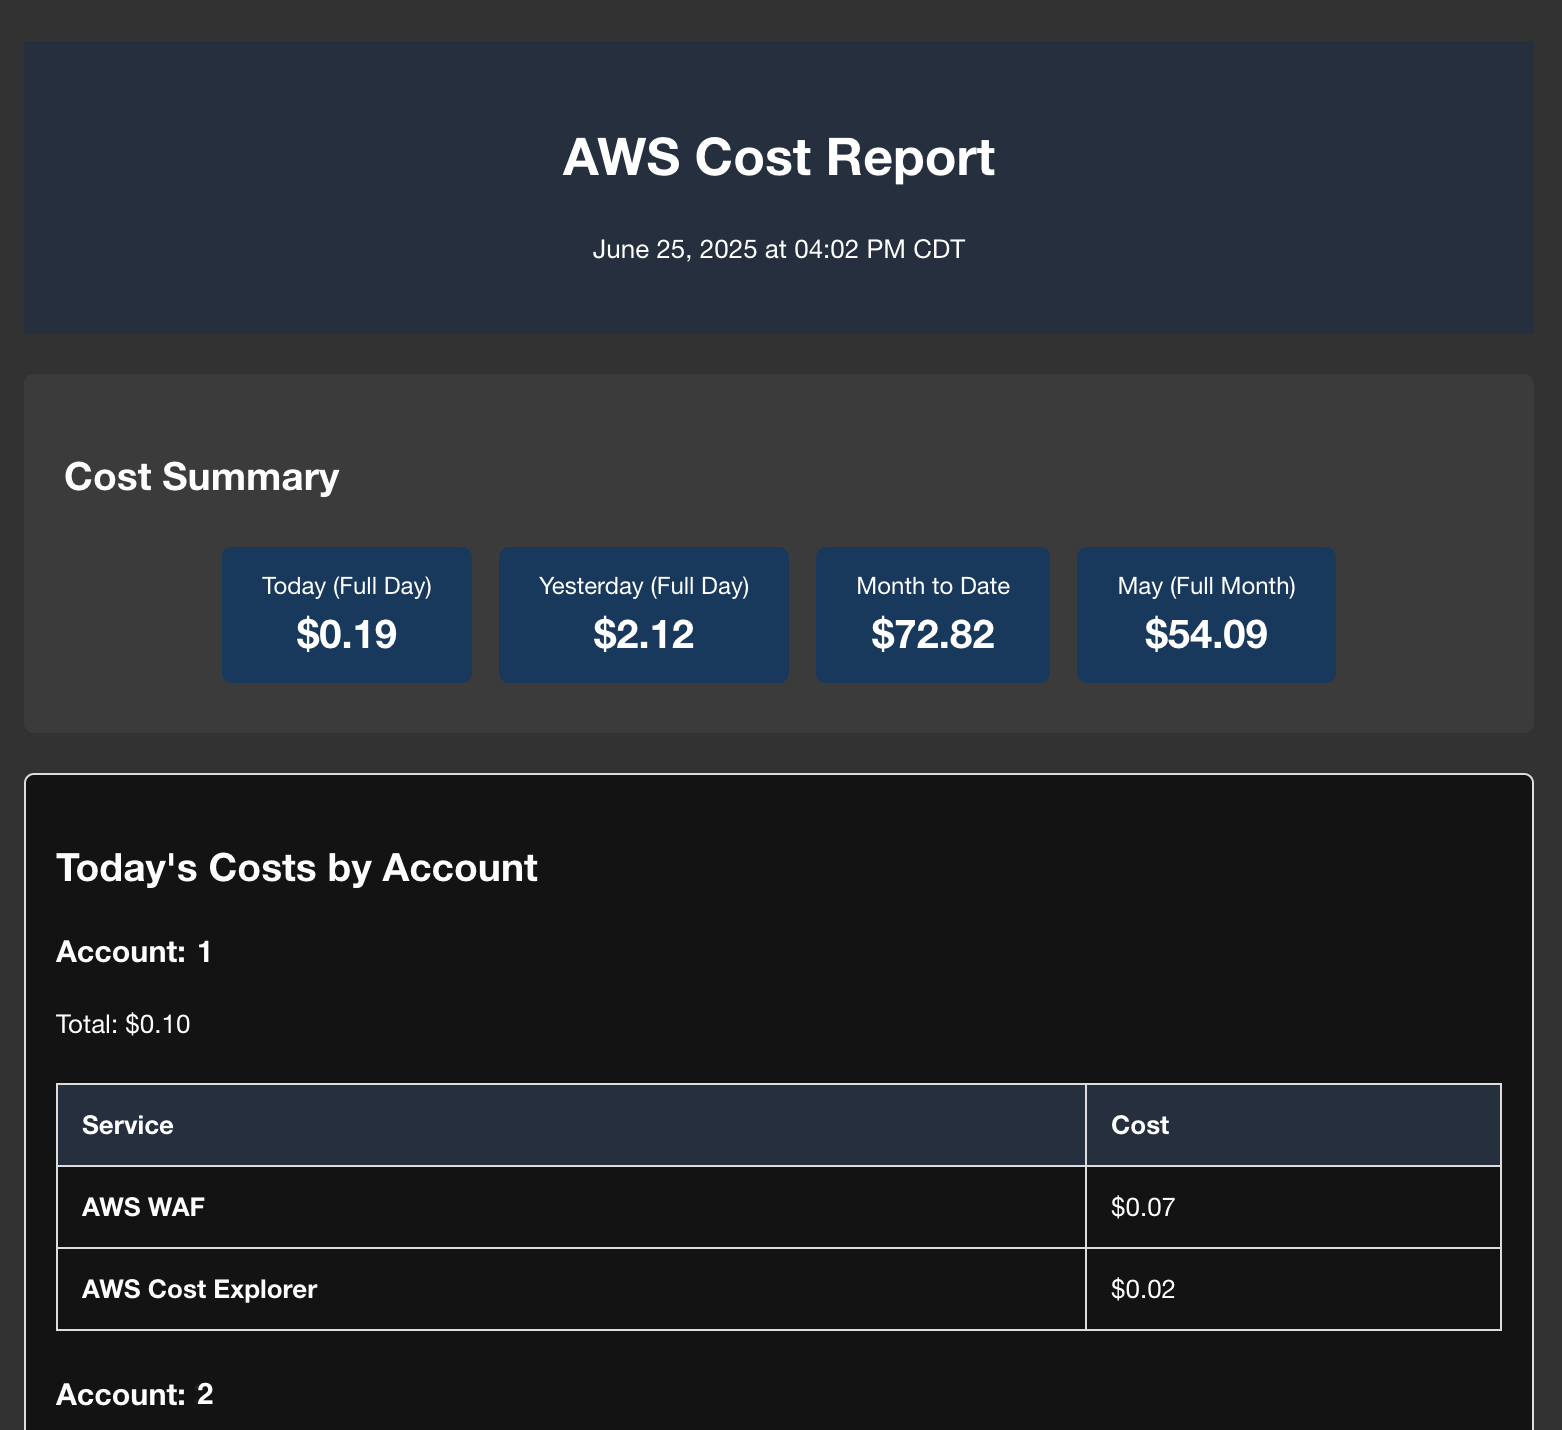 AWS Cost Report
June 25, 2025 at 04:02 PM CDT
Cost Summary
Today (Full Day)
$0.19
Yesterday (Full Day)
$2.12
Month to Date
$72.82
May (Full Month)
$54.09
Today's Costs by Account
Account: 1
Total: $0.10
Service Cost
AWS WAF $0.07
AWS Cost Explorer $0.02
Account: 2